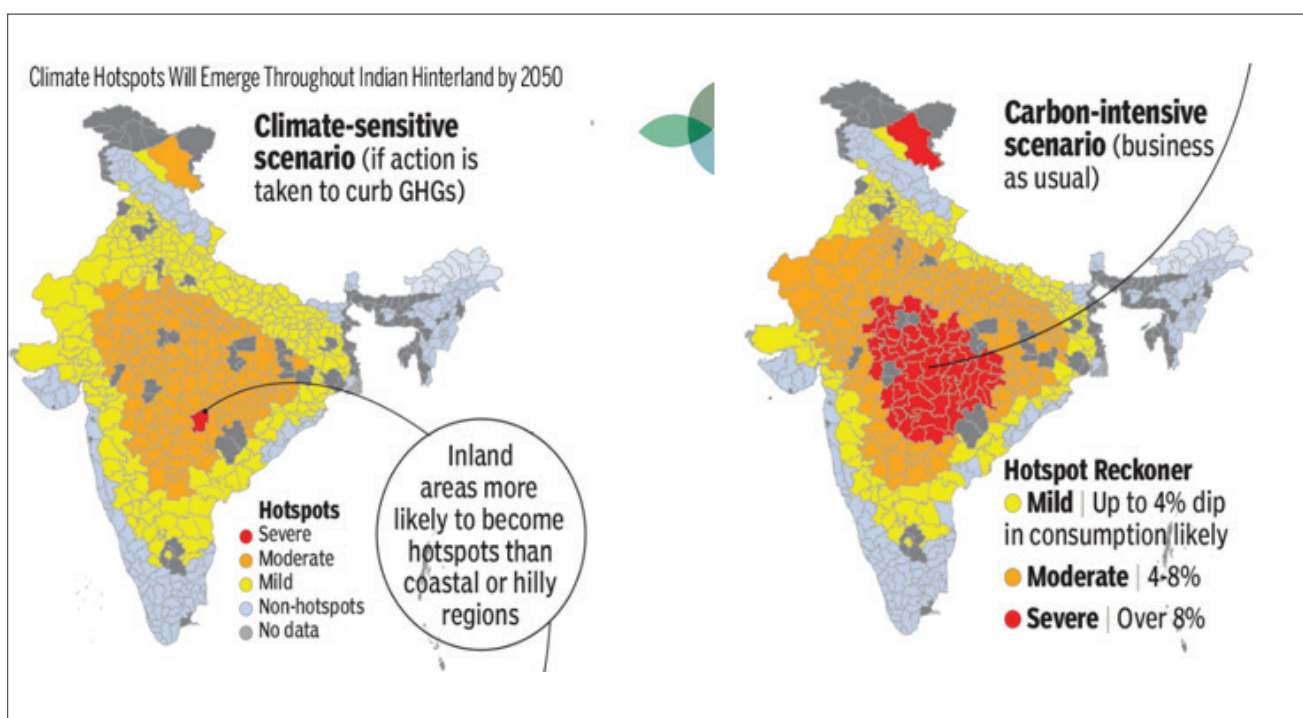 Climate Hotspots Will Emerge Throughout Indian Hinterland by 2050
Climate-sensitive
scenario (if action is
taken to curb GHGs)
Hotspots
Severe
Moderate
Mild
Non-hotspots
No data
Inland
areas more
likely to become
hotspots than
coastal or hilly
regions
Carbon-intensive
scenario (business
as usual)
Hotspot Reckoner
Mild | Up to 4% dip
in consumption likely
Moderate | 4-8%
Severe | Over 8%